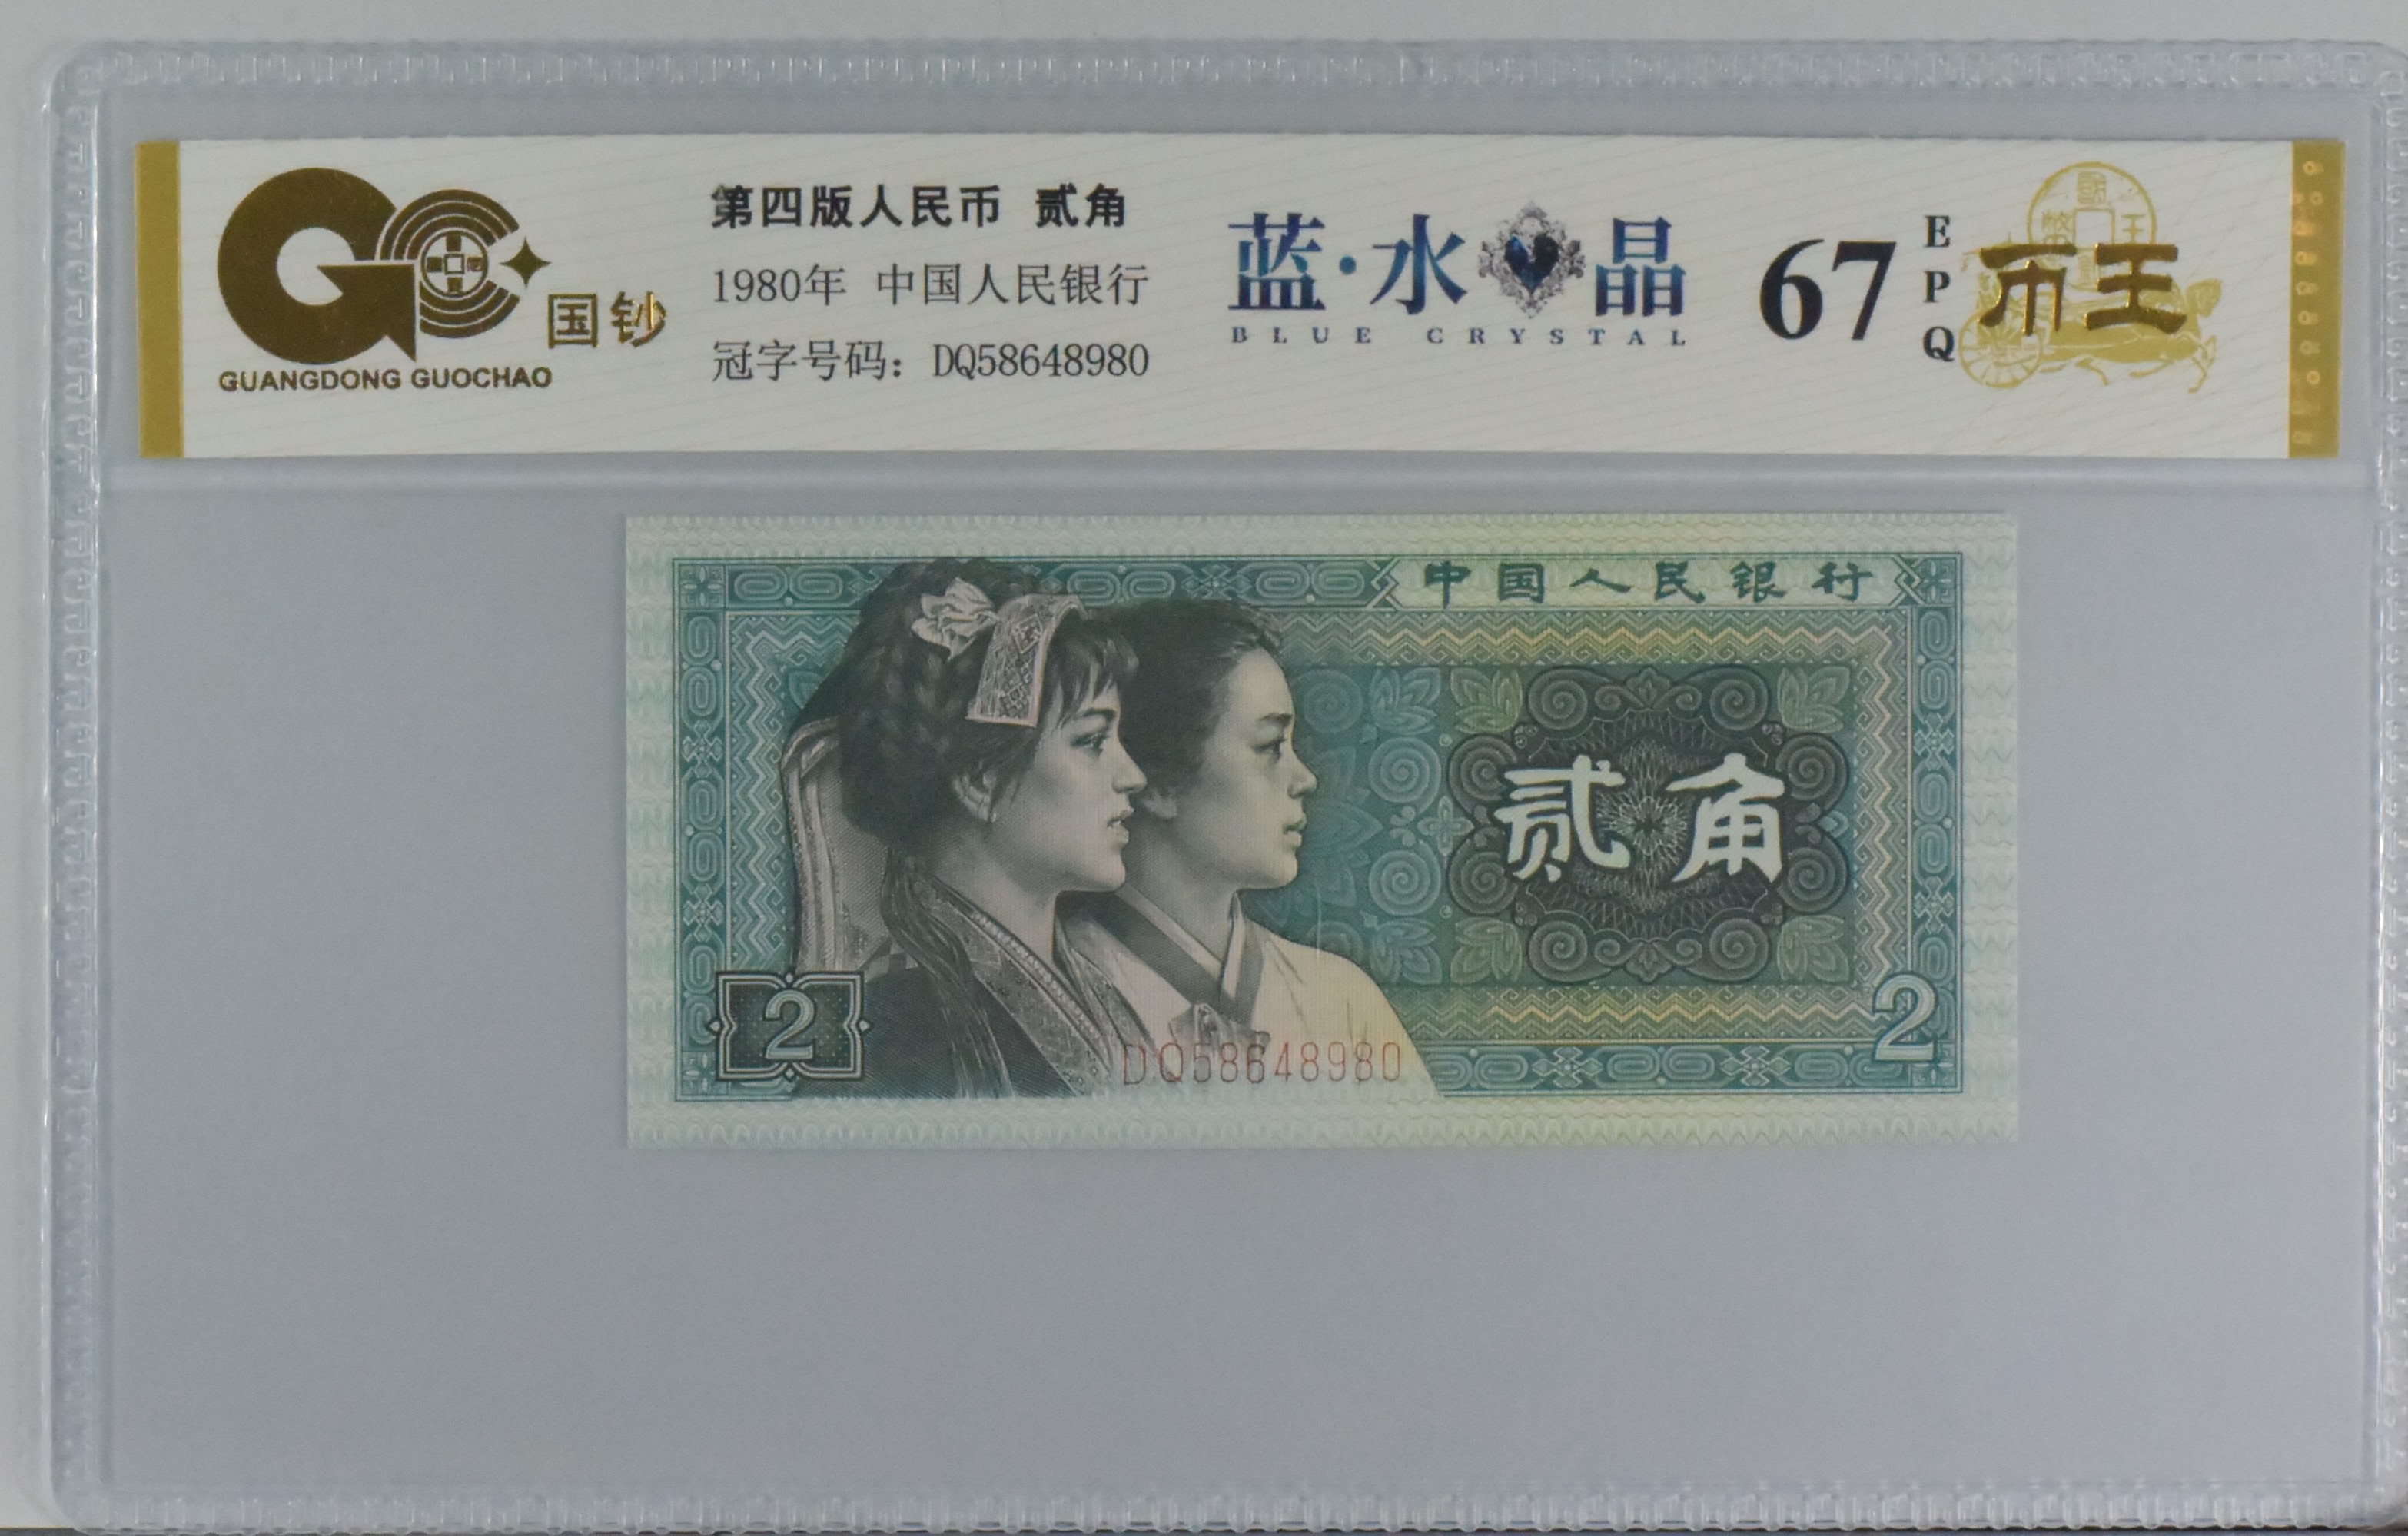 国钞
GUANGDONG GUOCHAO
第四版人民币 贰角
1980年 中国人民银行
冠字号码：DQ58648980
蓝·水晶
BLUE CRYSTAL
67
EPQ
币王
中国人民银行
贰角
2
DQ58648980
2